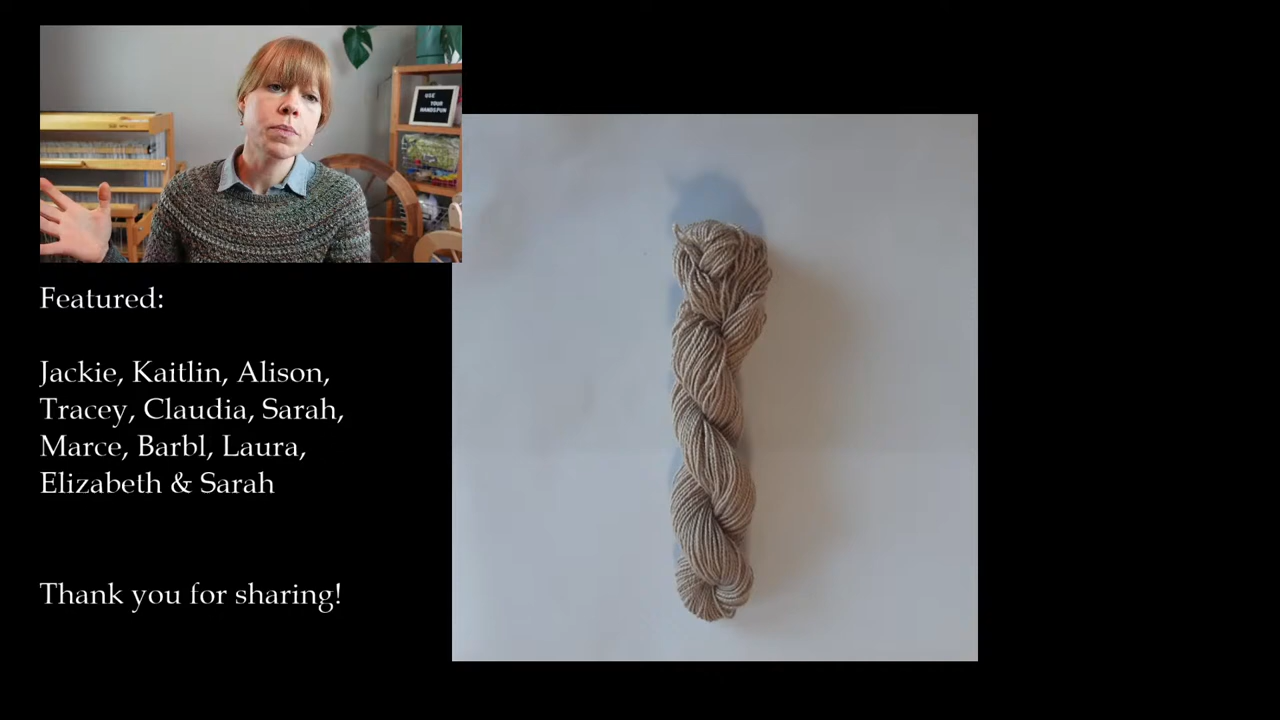 USE
YOUR
HANDSPUN
Featured:
Jackie, Kaitlin, Alison,
Tracey, Claudia, Sarah,
Marce, Barbl, Laura,
Elizabeth & Sarah
Thank you for sharing!